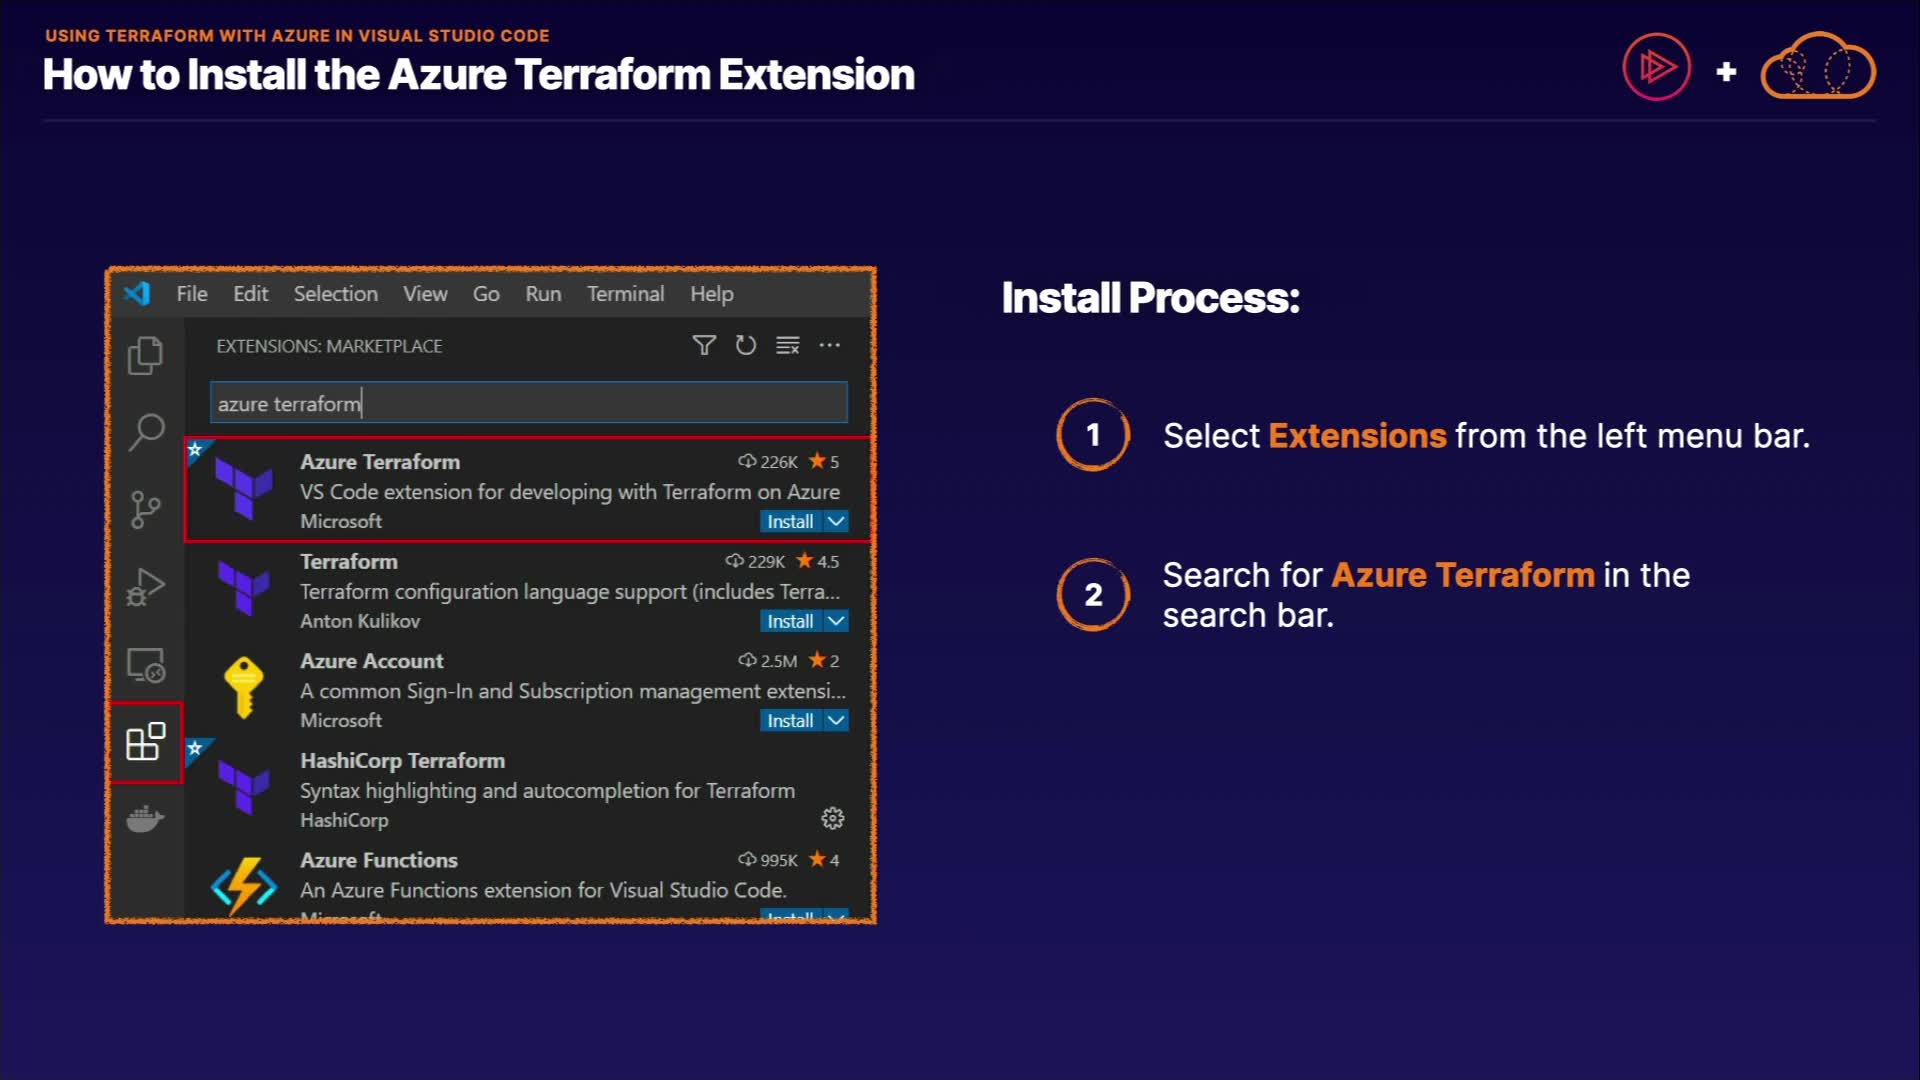 USING TERRAFORM WITH AZURE IN VISUAL STUDIO CODE
How to Install the Azure Terraform Extension
+
File Edit Selection View Go Run Terminal Help
EXTENSIONS: MARKETPLACE
azure terraform
Azure Terraform 226K ★ 5
VS Code extension for developing with Terraform on Azure
Microsoft Install
Terraform 229K ★ 4.5
Terraform configuration language support (includes Terra...
Anton Kulikov Install
Azure Account 2.5M ★ 2
A common Sign-In and Subscription management extensi...
Microsoft Install
HashiCorp Terraform
Syntax highlighting and autocompletion for Terraform
HashiCorp
Azure Functions 995K ★ 4
An Azure Functions extension for Visual Studio Code.
Microsoft Install
Install Process:
1 Select Extensions from the left menu bar.
2 Search for Azure Terraform in the
search bar.